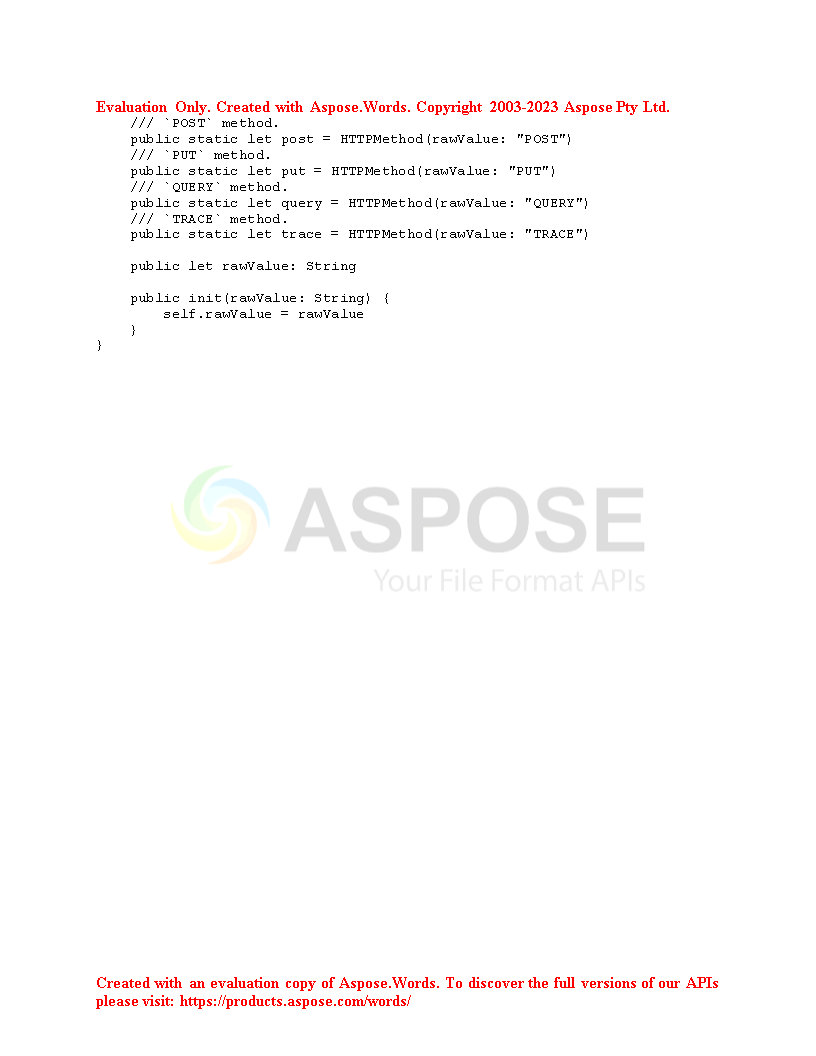 Evaluation Only. Created with Aspose.Words. Copyright 2003-2023 Aspose Pty Ltd.
    /// `POST` method.
    public static let post = HTTPMethod(rawValue: "POST")
    /// `PUT` method.
    public static let put = HTTPMethod(rawValue: "PUT")
    /// `QUERY` method.
    public static let query = HTTPMethod(rawValue: "QUERY")
    /// `TRACE` method.
    public static let trace = HTTPMethod(rawValue: "TRACE")

    public let rawValue: String

    public init(rawValue: String) {
        self.rawValue = rawValue
    }
}
ASPOSE
Your File Format APIs
Created with an evaluation copy of Aspose.Words. To discover the full versions of our APIs
please visit: https://products.aspose.com/words/